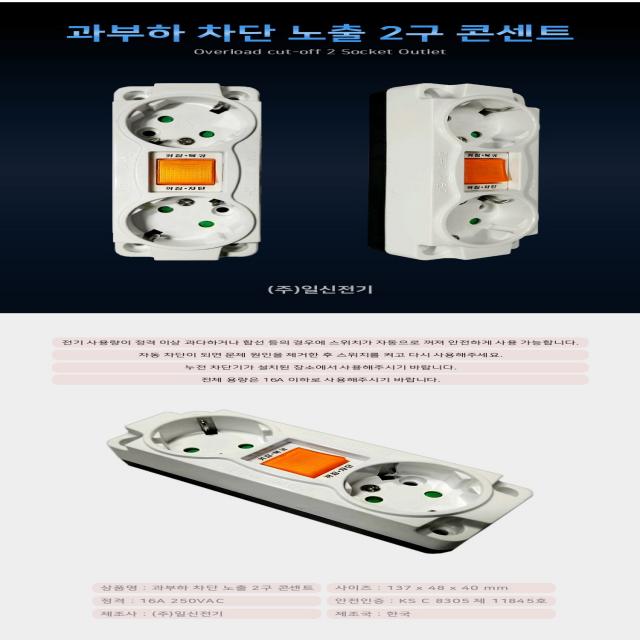 과부하 차단 노출 2구 콘센트
Overload cut-off 2 Socket Outlet
켜짐•복귀
꺼짐•차단
켜짐•복귀
꺼짐•차단
(주)일신전기
전기 사용량이 정격 이상 과다하거나 합선 등의 경우에 스위치가 자동으로 꺼져 안전하게 사용 가능합니다.
자동 차단이 되면 문제 원인을 제거한 후 스위치를 켜고 다시 사용해주세요.
누전 차단기가 설치된 장소에서 사용해주시기 바랍니다.
전체 용량은 16A 이하로 사용해주시기 바랍니다.
켜짐•복귀
꺼짐•차단
상품명 : 과부하 차단 노출 2구 콘센트
사이즈 : 137 x 48 x 40 mm
정격 : 16A 250VAC
안전인증 : KS C 8305 제 11845호
제조사 : (주)일신전기
제조국 : 한국